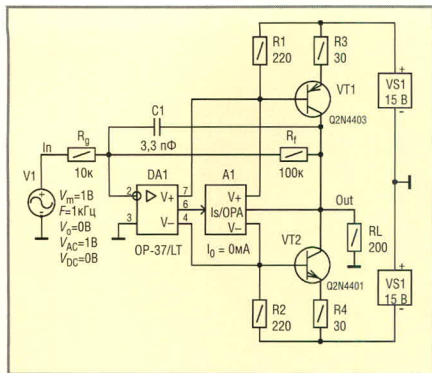 R1
220
R3
30
VT1
Q2N4403
+
VS1
15 В
-
C1
3,3 пФ
In
Rg
10к
Rf
100к
V1
Vm=1В
F=1кГц
Vo=0В
VAC=1В
VDC=0В
DA1
2
3
V+
V-
7
6
4
OP-37/LT
A1
V+
Is/OPA
V-
I0 = 0мА
Out
RL
200
VT2
Q2N4401
R2
220
R4
30
+
VS1
15 В
-